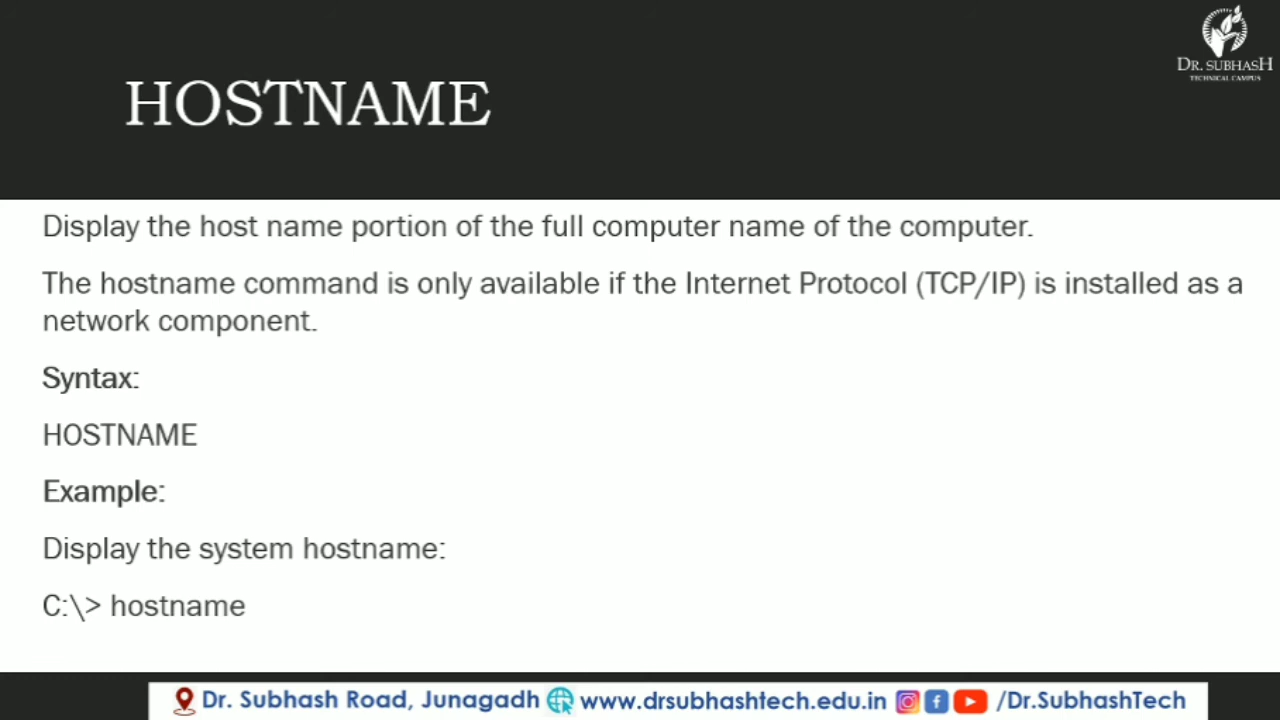 DR. SUBHASH
TECHNICAL CAMPUS
HOSTNAME
Display the host name portion of the full computer name of the computer.
The hostname command is only available if the Internet Protocol (TCP/IP) is installed as a
network component.
Syntax:
HOSTNAME
Example:
Display the system hostname:
C:\> hostname
Dr. Subhash Road, Junagadh www.drsubhashtech.edu.in /Dr.SubhashTech